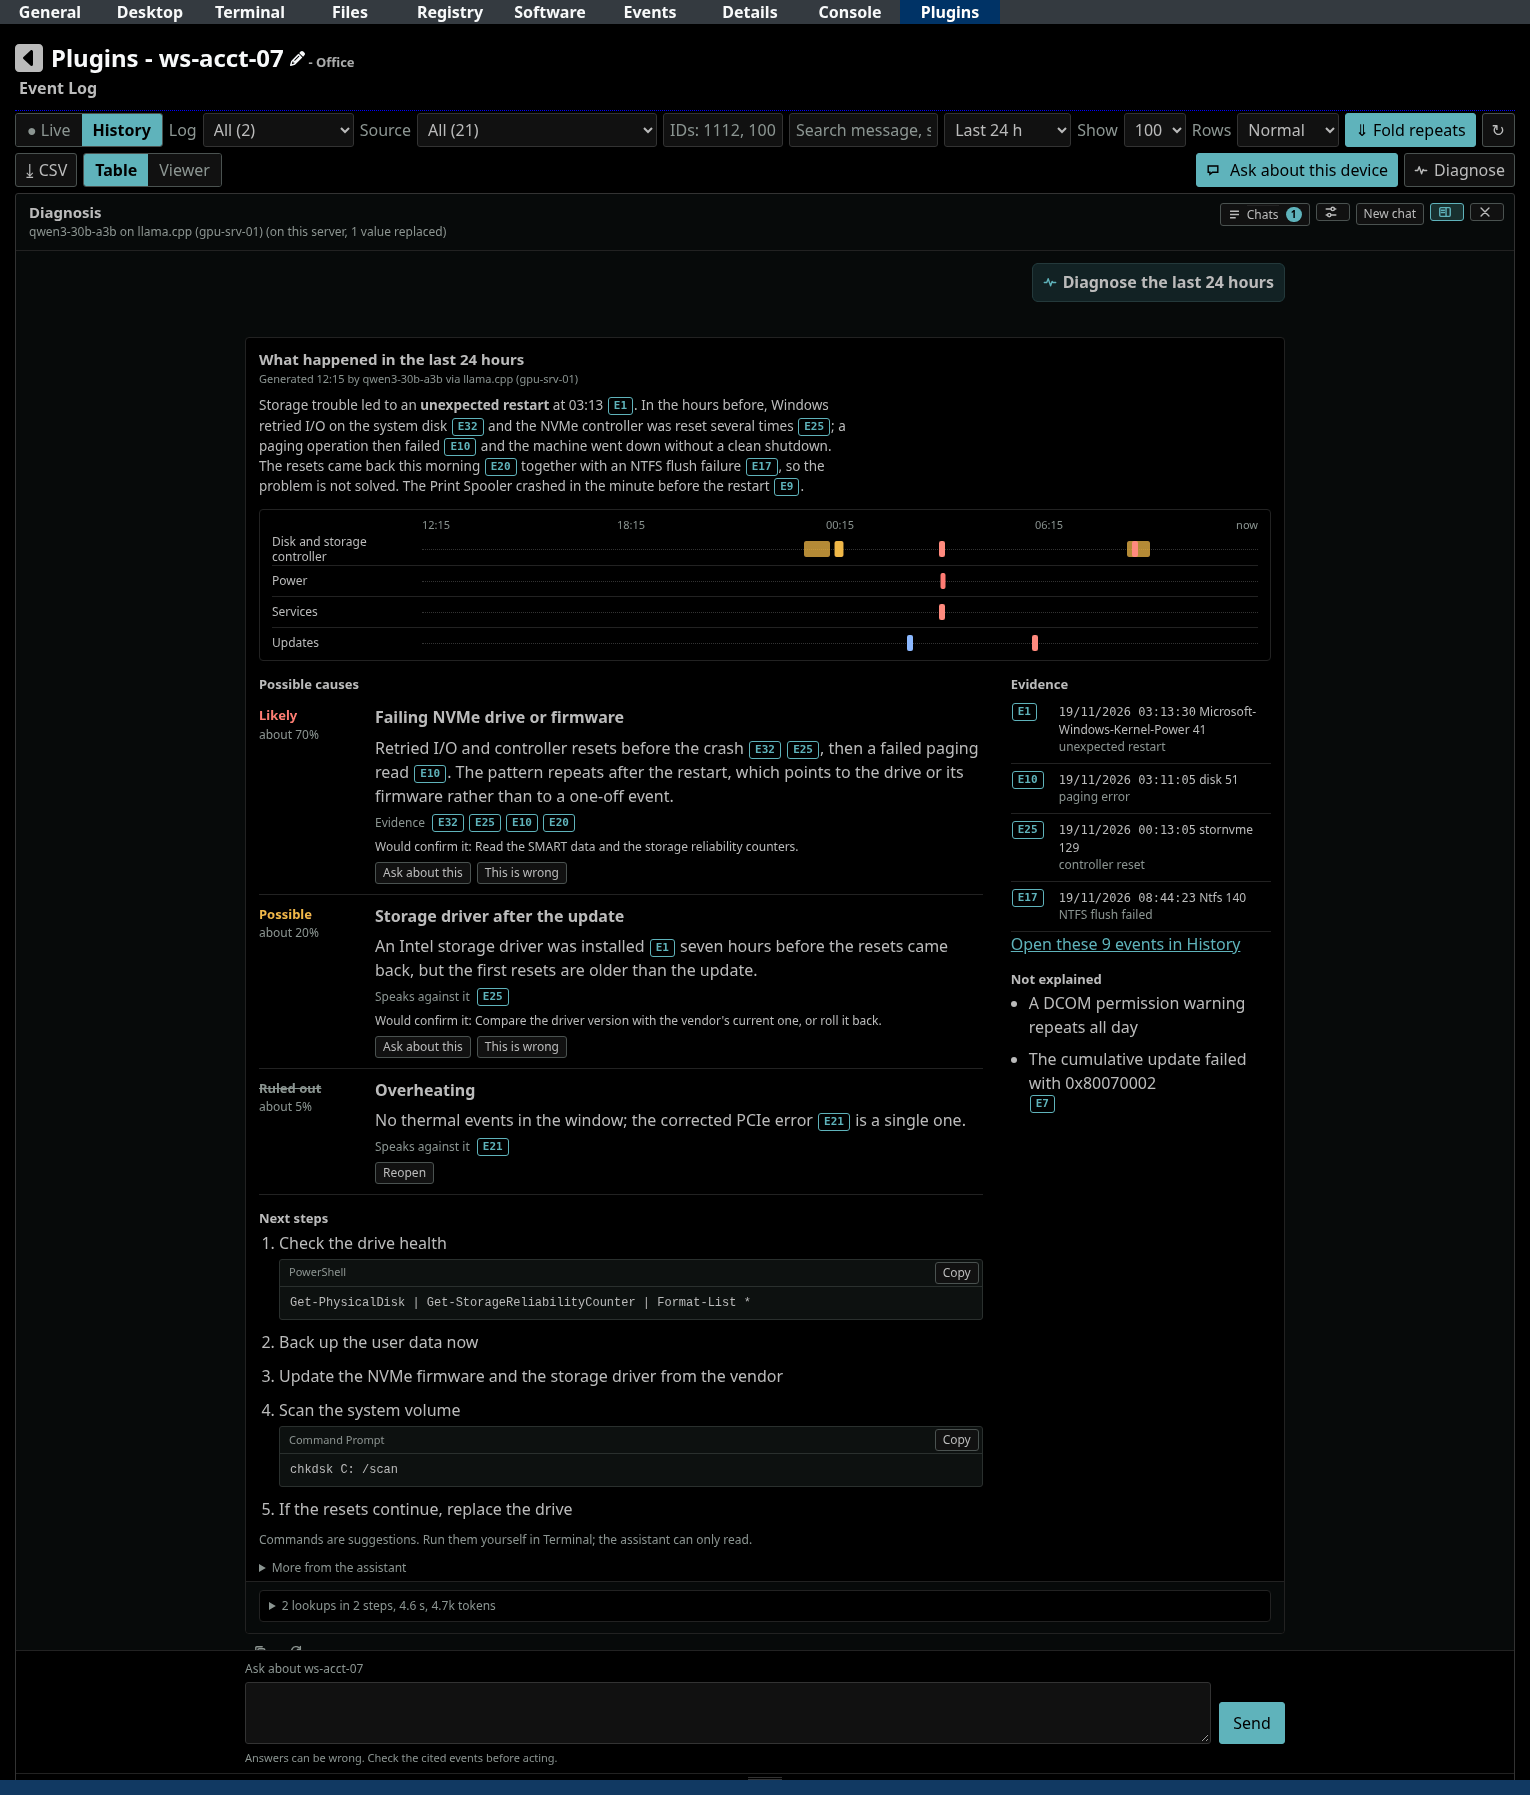 General Desktop Terminal Files Registry Software Events Details Console Plugins
Plugins - ws-acct-07 - Office
Event Log
● Live History Log All (2) Source All (21) IDs: 1112, 100 Search message, s Last 24 h Show 100 Rows Normal ⇓ Fold repeats ↻
⤓ CSV Table Viewer Ask about this device Diagnose
Diagnosis
qwen3-30b-a3b on llama.cpp (gpu-srv-01) (on this server, 1 value replaced)
Chats 1 New chat
Diagnose the last 24 hours
What happened in the last 24 hours
Generated 12:15 by qwen3-30b-a3b via llama.cpp (gpu-srv-01)
Storage trouble led to an unexpected restart at 03:13 E1. In the hours before, Windows
retried I/O on the system disk E32 and the NVMe controller was reset several times E25; a
paging operation then failed E10 and the machine went down without a clean shutdown.
The resets came back this morning E20 together with an NTFS flush failure E17, so the
problem is not solved. The Print Spooler crashed in the minute before the restart E9.
12:15 18:15 00:15 06:15 now
Disk and storage
controller
Power
Services
Updates
Possible causes
Likely
about 70%
Failing NVMe drive or firmware
Retried I/O and controller resets before the crash E32 E25, then a failed paging
read E10. The pattern repeats after the restart, which points to the drive or its
firmware rather than to a one-off event.
Evidence E32 E25 E10 E20
Would confirm it: Read the SMART data and the storage reliability counters.
Ask about this This is wrong
Possible
about 20%
Storage driver after the update
An Intel storage driver was installed E1 seven hours before the resets came
back, but the first resets are older than the update.
Speaks against it E25
Would confirm it: Compare the driver version with the vendor's current one, or roll it back.
Ask about this This is wrong
Ruled out
about 5%
Overheating
No thermal events in the window; the corrected PCIe error E21 is a single one.
Speaks against it E21
Reopen
Evidence
E1 19/11/2026 03:13:30 Microsoft-
Windows-Kernel-Power 41
unexpected restart
E10 19/11/2026 03:11:05 disk 51
paging error
E25 19/11/2026 00:13:05 stornvme
129
controller reset
E17 19/11/2026 08:44:23 Ntfs 140
NTFS flush failed
Open these 9 events in History
Not explained
• A DCOM permission warning
repeats all day
• The cumulative update failed
with 0x80070002
E7
Next steps
1. Check the drive health
PowerShell Copy
Get-PhysicalDisk | Get-StorageReliabilityCounter | Format-List *
2. Back up the user data now
3. Update the NVMe firmware and the storage driver from the vendor
4. Scan the system volume
Command Prompt Copy
chkdsk C: /scan
5. If the resets continue, replace the drive
Commands are suggestions. Run them yourself in Terminal; the assistant can only read.
▶ More from the assistant
▶ 2 lookups in 2 steps, 4.6 s, 4.7k tokens
Ask about ws-acct-07
Send
Answers can be wrong. Check the cited events before acting.